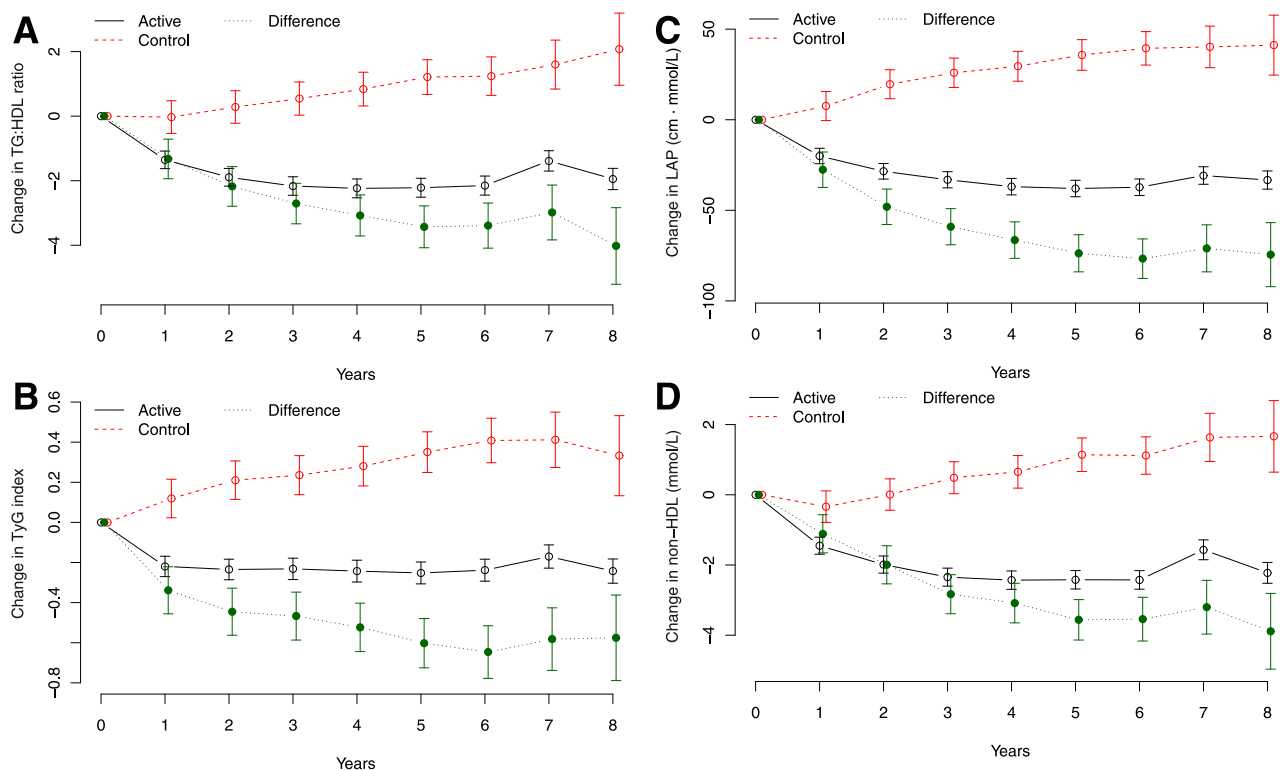 A
Active
Difference
Control
Change in TG:HDL ratio
2
0
−2
−4
0 1 2 3 4 5 6 7 8
Years
B
Active
Difference
Control
Change in TyG index
0.6
0.4
0.2
0.0
−0.4
−0.8
0 1 2 3 4 5 6 7 8
Years
C
Active
Difference
Control
Change in LAP (cm · mmol/L)
50
0
−50
−100
0 1 2 3 4 5 6 7 8
Years
D
Active
Difference
Control
Change in non−HDL (mmol/L)
2
0
−2
−4
0 1 2 3 4 5 6 7 8
Years